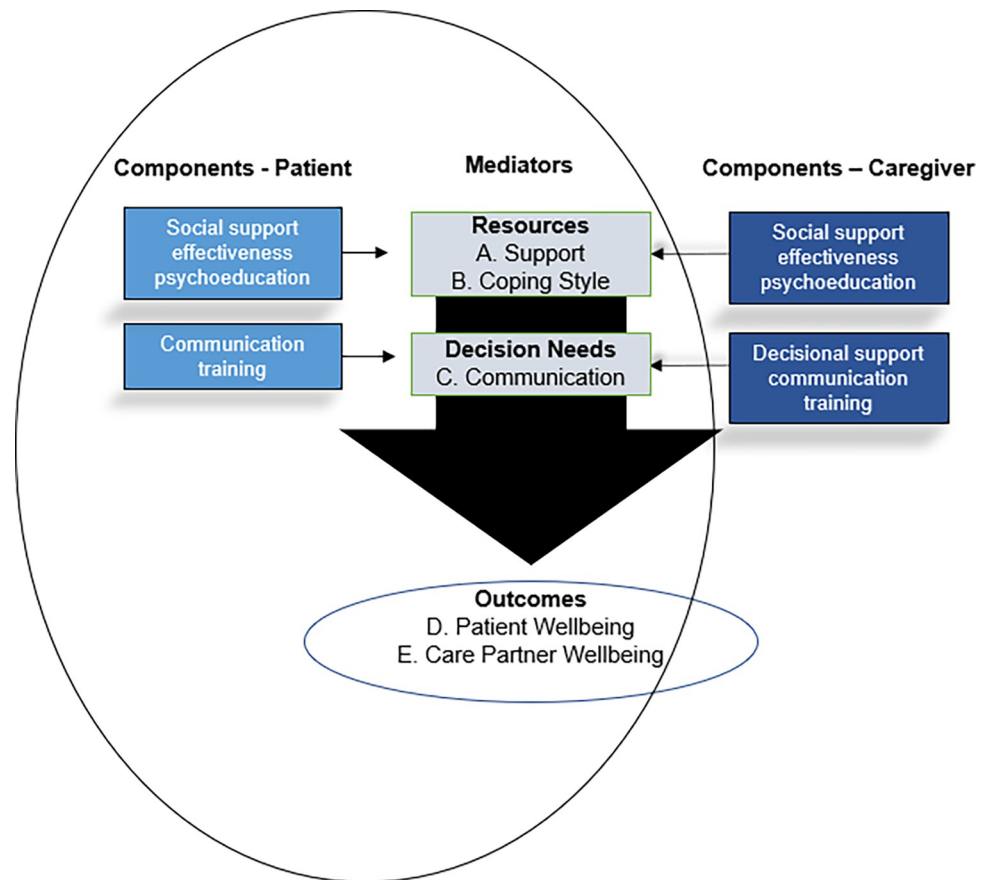 Components - Patient
Mediators
Components – Caregiver
Social support
effectiveness
psychoeducation
Resources
A. Support
B. Coping Style
Social support
effectiveness
psychoeducation
Communication
training
Decision Needs
C. Communication
Decisional support
communication
training
Outcomes
D. Patient Wellbeing
E. Care Partner Wellbeing